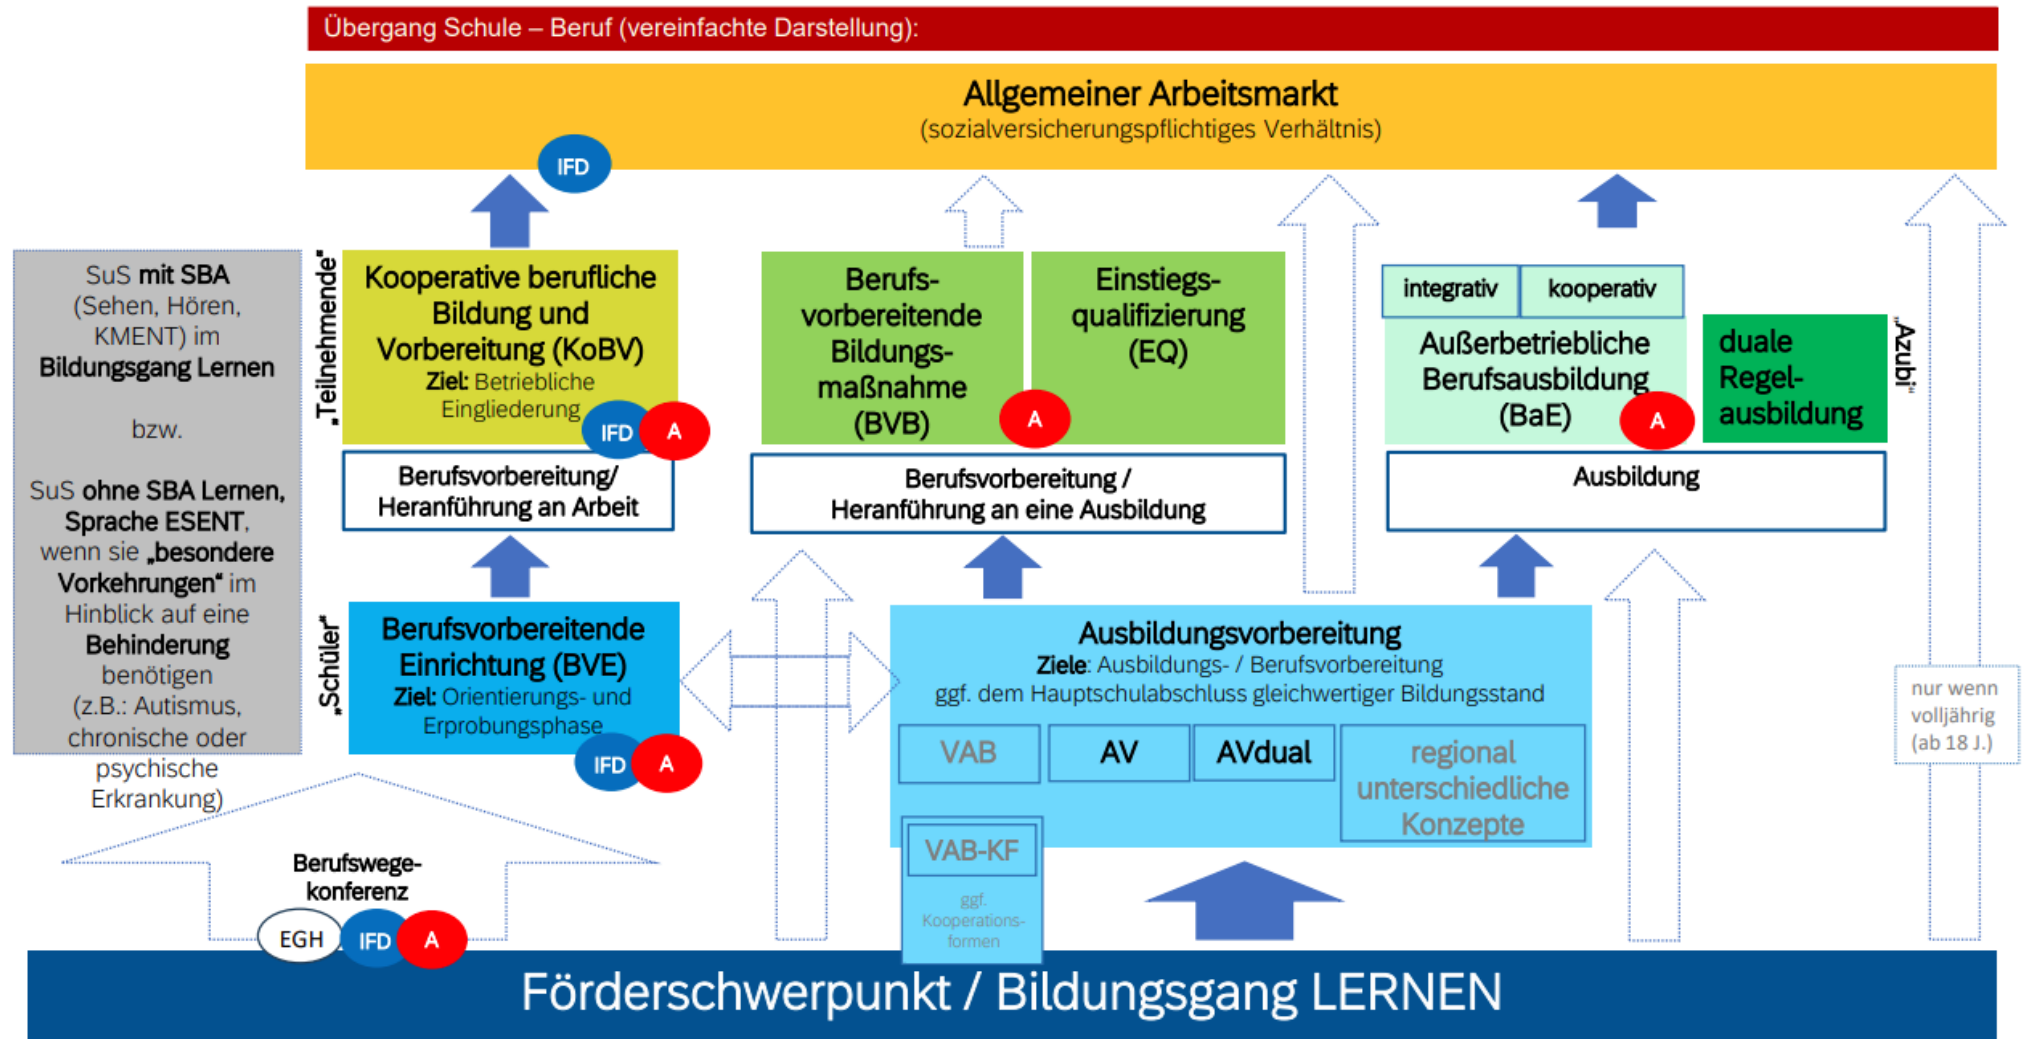 Übergang Schule – Beruf (vereinfachte Darstellung):
Allgemeiner Arbeitsmarkt
(sozialversicherungspflichtiges Verhältnis)
IFD
SuS mit SBA
(Sehen, Hören,
KMENT) im
Bildungsgang Lernen
bzw.
SuS ohne SBA Lernen,
Sprache ESENT,
wenn sie „besondere
Vorkehrungen“ im
Hinblick auf eine
Behinderung
benötigen
(z.B.: Autismus,
chronische oder
psychische
Erkrankung)
„Teilnehmende“
Kooperative berufliche
Bildung und
Vorbereitung (KoBV)
Ziel: Betriebliche
Eingliederung
IFD
A
Berufsvorbereitung/
Heranführung an Arbeit
Berufs-
vorbereitende
Bildungs-
maßnahme
(BVB)
Einstiegs-
qualifizierung
(EQ)
A
Berufsvorbereitung /
Heranführung an eine Ausbildung
integrativ
kooperativ
Außerbetriebliche
Berufsausbildung
(BaE)
A
duale
Regel-
ausbildung
„Azubi“
Ausbildung
„Schüler“
Berufsvorbereitende
Einrichtung (BVE)
Ziel: Orientierungs- und
Erprobungsphase
IFD
A
Ausbildungsvorbereitung
Ziele: Ausbildungs- / Berufsvorbereitung
ggf. dem Hauptschulabschluss gleichwertiger Bildungsstand
VAB
AV
AVdual
regional
unterschiedliche
Konzepte
VAB-KF
ggf.
Kooperations-
formen
nur wenn
volljährig
(ab 18 J.)
Berufswege-
konferenz
EGH
IFD
A
Förderschwerpunkt / Bildungsgang LERNEN